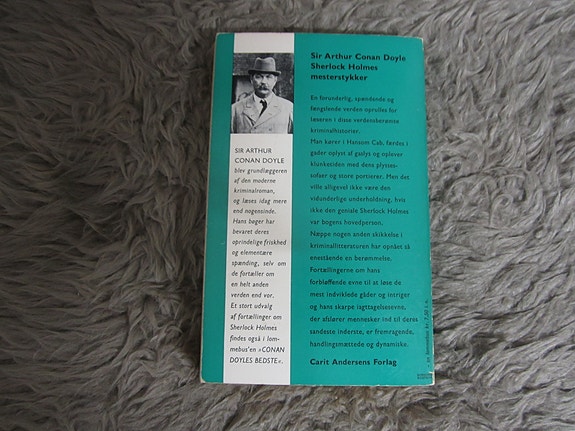 SIR ARTHUR
CONAN DOYLE
blev grundlæggeren
af den moderne
kriminalroman,
og læses idag mere
end nogensinde.
Hans bøger har
bevaret deres
oprindelige friskhed
og elementære
spænding, selv om
de fortæller om
en helt anden
verden end vor.
Et stort udvalg
af fortællinger om
Sherlock Holmes
findes også i lom-
mebus'en »CONAN
DOYLES BEDSTE«.
Sir Arthur Conan Doyle
Sherlock Holmes
mesterstykker
En forunderlig, spændende og
fængslende verden oprulles for
læseren i disse verdensberømte
kriminalhistorier.
Man kører i Hansom Cab, færdes i
gader oplyst af gaslys og oplever
klunketiden med dens plyssa-
sofaer og store portierer. Men det
ville alligevel ikke være den
vidunderlige underholdning, hvis
ikke den geniale Sherlock Holmes
var bogens hovedperson.
Næppe nogen anden skikkelse i
kriminallitteraturen har opnået så
enestående en berømmelse.
Fortællingerne om hans
forbløffende evne til at løse de
mest indviklede gåder og intriger
og hans skarpe iagttagelsesevne,
der afslører mennesker ind til deres
sandeste inderste, er fremragende,
handlingsmættede og dynamiske.
Carit Andersens Forlag